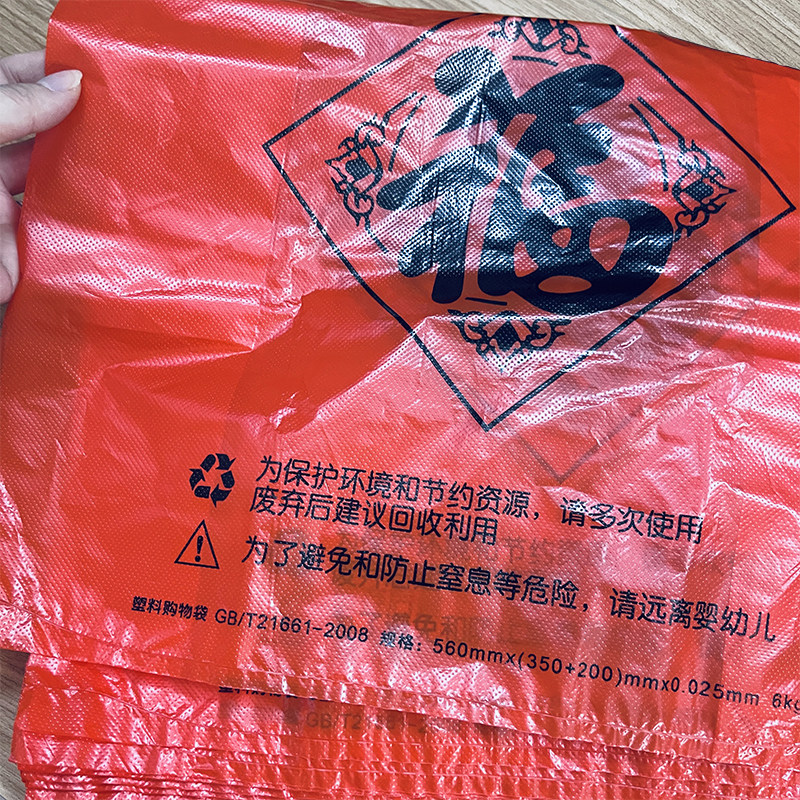 福
为保护环境和节约资源，请多次使用
废弃后建议回收利用
为了避免和防止窒息等危险，请远离婴幼儿
塑料购物袋 GB/T21661-2008 规格：560mmx(350+200)mmx0.025mm 6kg
GB/T21661-2008